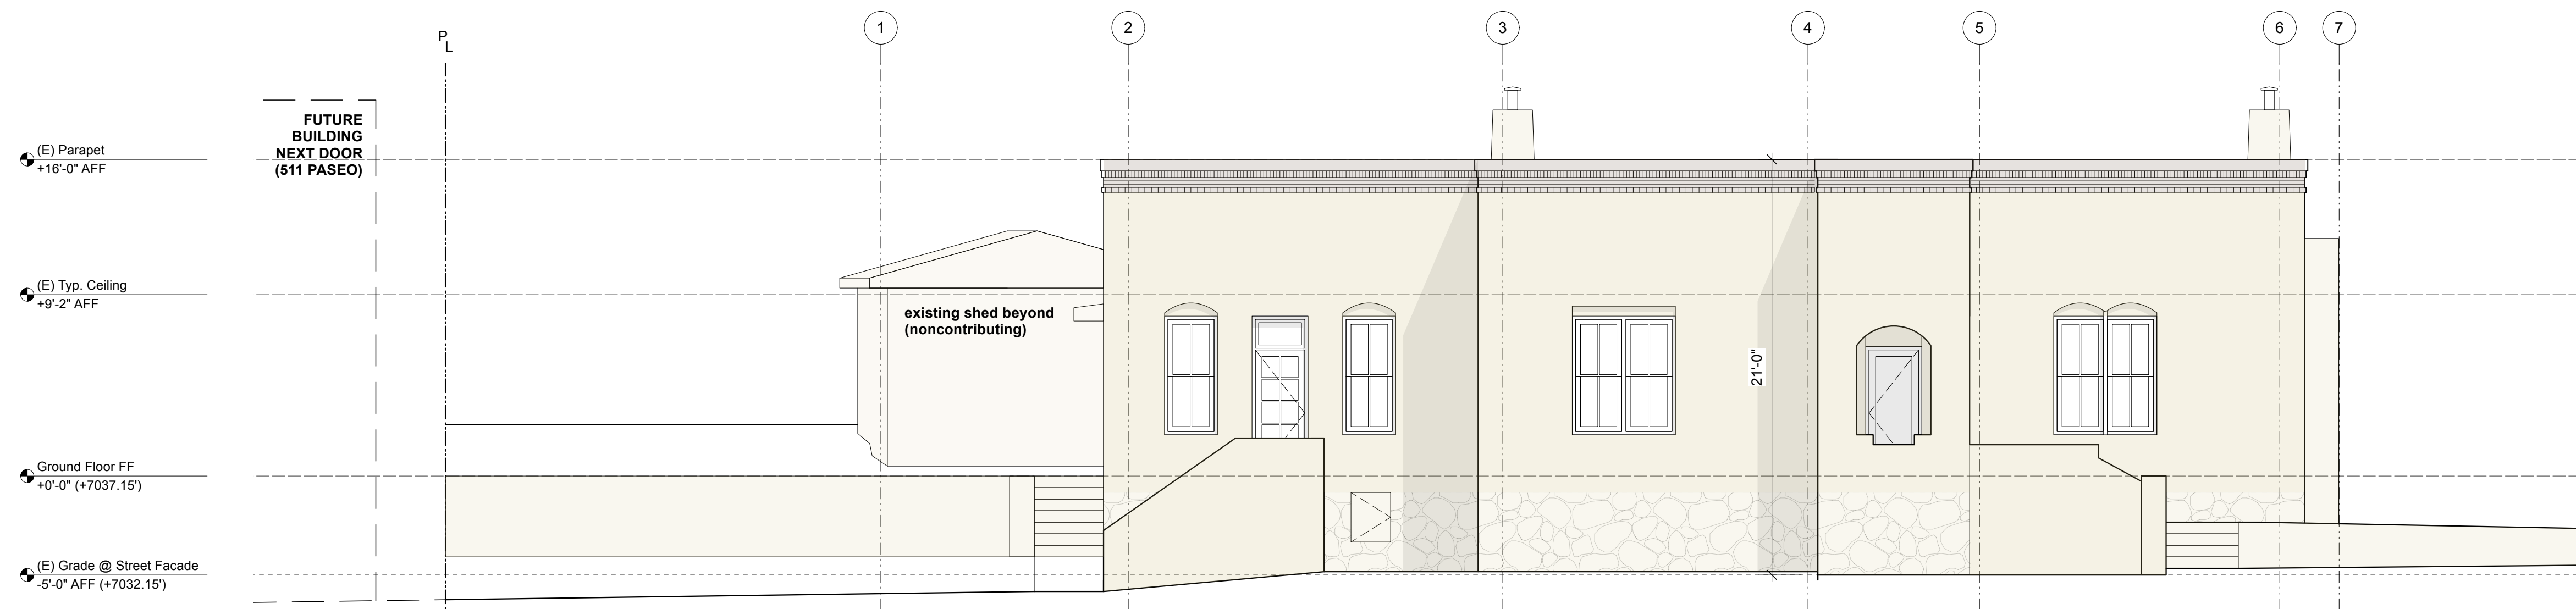 1
2
3
4
5
6
7
PL
FUTURE
BUILDING
NEXT DOOR
(511 PASEO)
(E) Parapet
+16'-0" AFF
(E) Typ. Ceiling
+9'-2" AFF
existing shed beyond
(noncontributing)
21'-0"
Ground Floor FF
+0'-0" (+7037.15')
(E) Grade @ Street Facade
-5'-0" AFF (+7032.15')